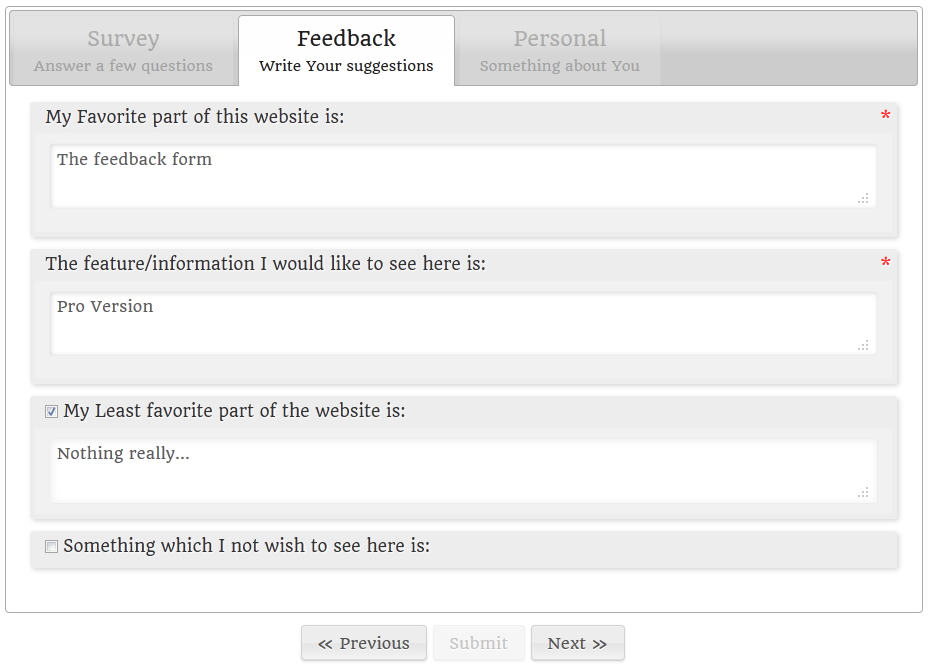 Survey
Answer a few questions
Feedback
Write Your suggestions
Personal
Something about You
My Favorite part of this website is: *
The feedback form
The feature/information I would like to see here is: *
Pro Version
My Least favorite part of the website is:
Nothing really...
Something which I not wish to see here is:
« Previous
Submit
Next »